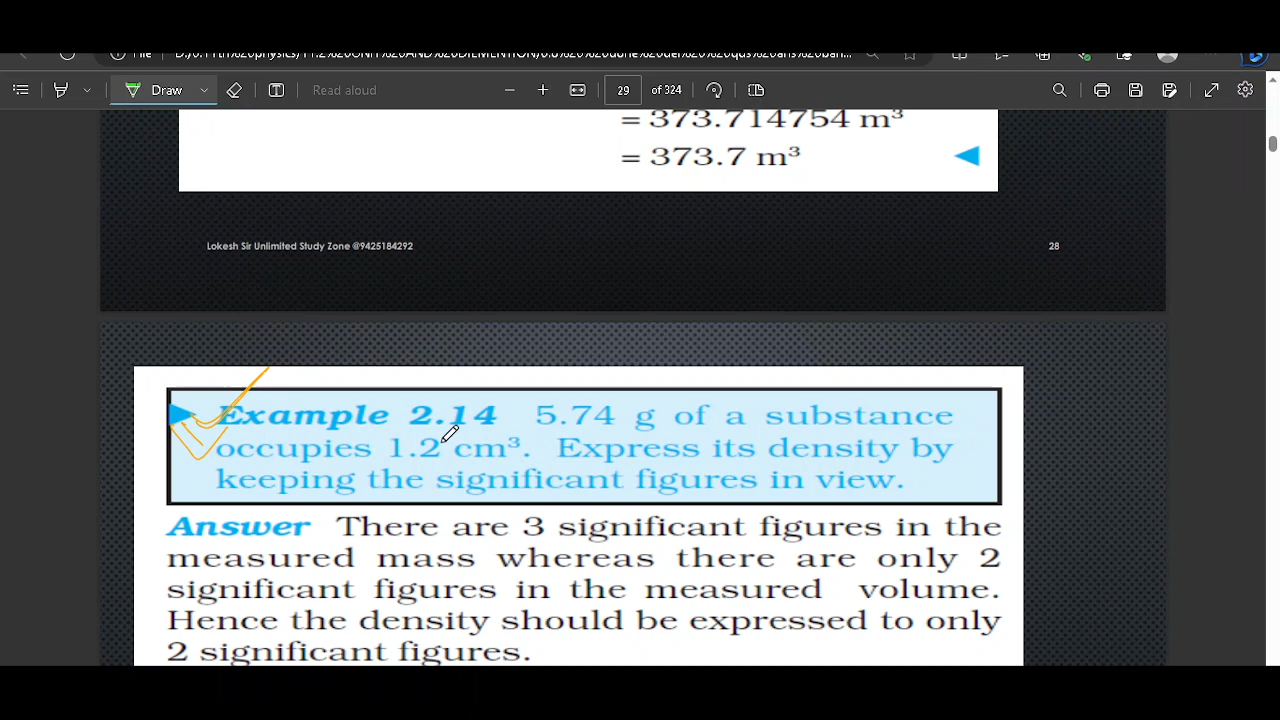 File
Draw
Read aloud
29 of 324
= 373.714754 m³
= 373.7 m³
Lokesh Sir Unlimited Study Zone @9425184292
28
Example 2.14 5.74 g of a substance
occupies 1.2 cm³. Express its density by
keeping the significant figures in view.
Answer There are 3 significant figures in the
measured mass whereas there are only 2
significant figures in the measured volume.
Hence the density should be expressed to only
2 significant figures.